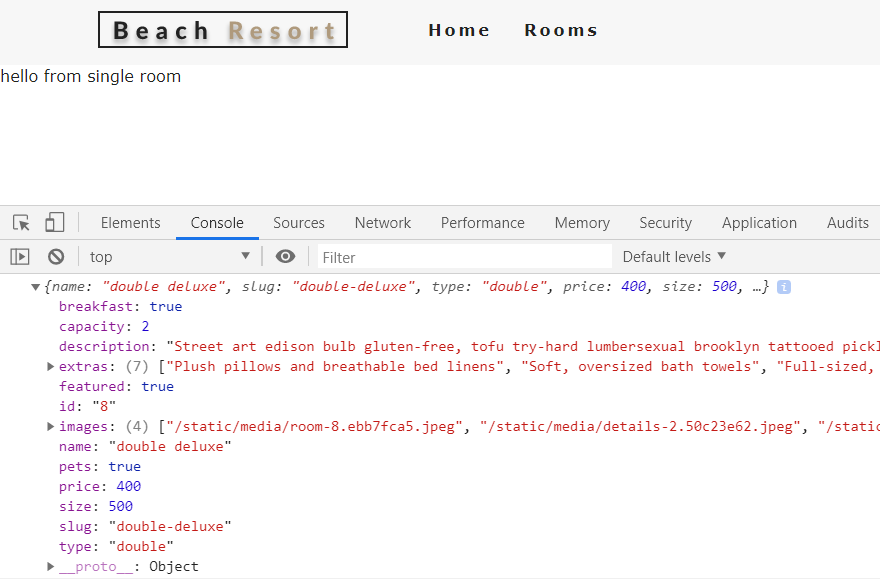 Beach Resort Home Rooms
hello from single room
Elements Console Sources Network Performance Memory Security Application Audits
top ▼ Filter Default levels ▼
▼{name: "double deluxe", slug: "double-deluxe", type: "double", price: 400, size: 500, …} i
breakfast: true
capacity: 2
description: "Street art edison bulb gluten-free, tofu try-hard lumbersexual brooklyn tattooed pickl
▶extras: (7) ["Plush pillows and breathable bed linens", "Soft, oversized bath towels", "Full-sized,
featured: true
id: "8"
▶images: (4) ["/static/media/room-8.ebb7fca5.jpeg", "/static/media/details-2.50c23e62.jpeg", "/static
name: "double deluxe"
pets: true
price: 400
size: 500
slug: "double-deluxe"
type: "double"
▶__proto__: Object